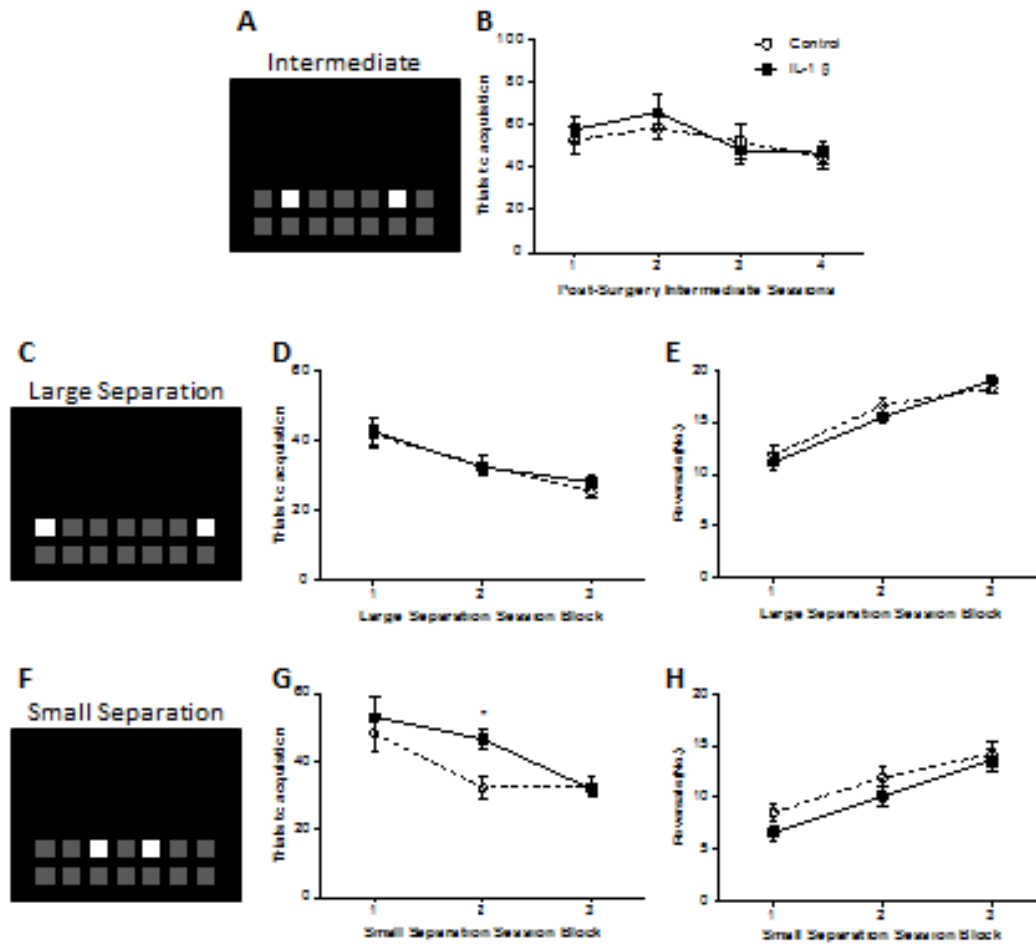 A
Intermediate
B
100
80
60
40
20
0
Trials to acquisition
Control
IL-1 β
1 2 3 4
Post-Surgery Intermediate Sessions
C
Large Separation
D
60
40
20
0
Trials to acquisition
1 2 3
Large Separation Session Block
E
20
15
10
5
0
Reversals (No.)
1 2 3
Large Separation Session Block
F
Small Separation
G
60
40
20
0
Trials to acquisition
*
1 2 3
Small Separation Session Block
H
20
15
10
5
0
Reversals (No.)
1 2 3
Small Separation Session Block